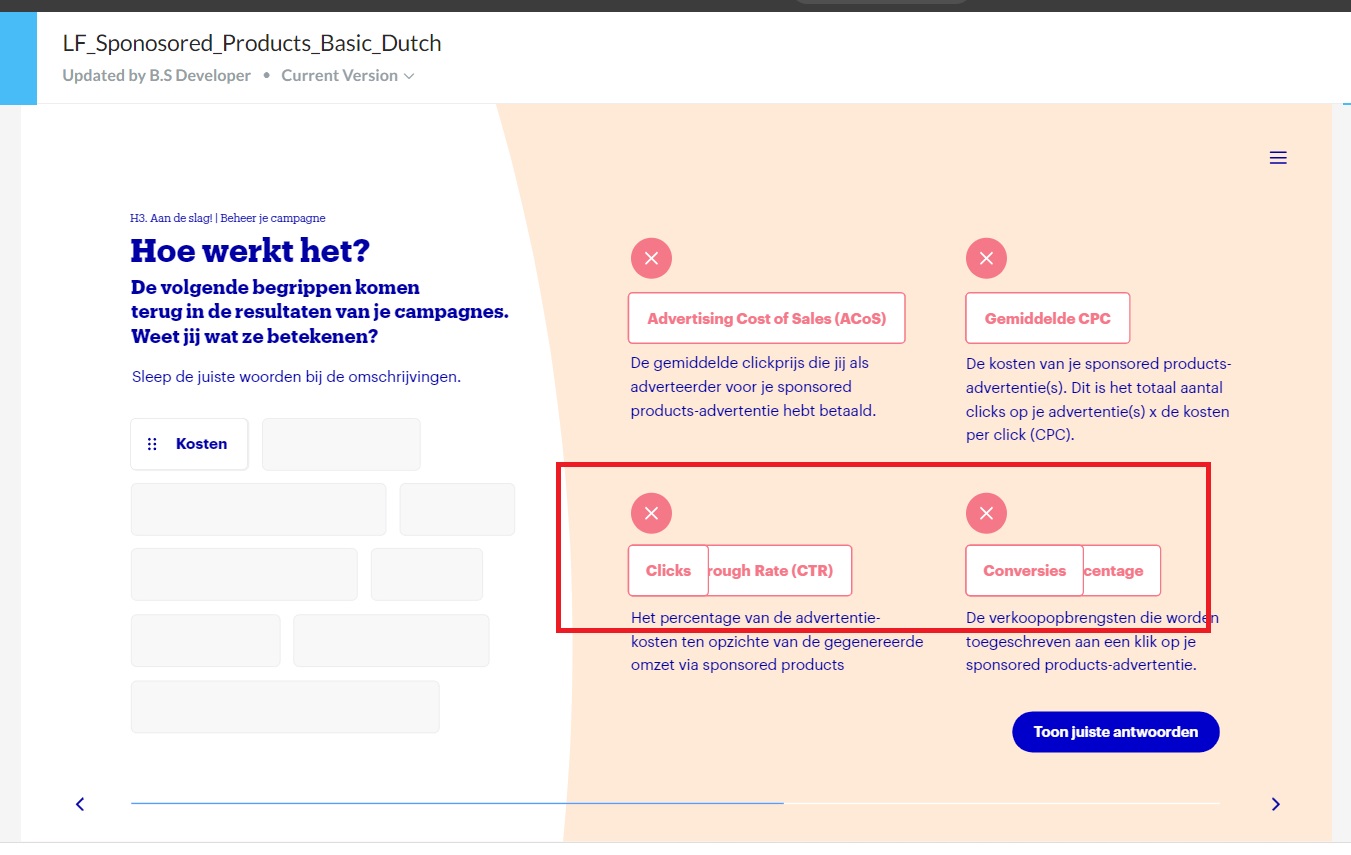 LF_Sponosored_Products_Basic_Dutch
Updated by B.S Developer • Current Version
H3. Aan de slag! | Beheer je campagne
Hoe werkt het?
De volgende begrippen komen
terug in de resultaten van je campagnes.
Weet jij wat ze betekenen?
Sleep de juiste woorden bij de omschrijvingen.
Kosten
Advertising Cost of Sales (ACoS)
De gemiddelde clickprijs die jij als
adverteerder voor je sponsored
products-advertentie hebt betaald.
Gemiddelde CPC
De kosten van je sponsored products-
advertentie(s). Dit is het totaal aantal
clicks op je advertentie(s) x de kosten
per click (CPC).
Clicks rough Rate (CTR)
Het percentage van de advertentie-
kosten ten opzichte van de gegenereerde
omzet via sponsored products
Conversies centage
De verkoopopbrengsten die worden
toegeschreven aan een klik op je
sponsored products-advertentie.
Toon juiste antwoorden